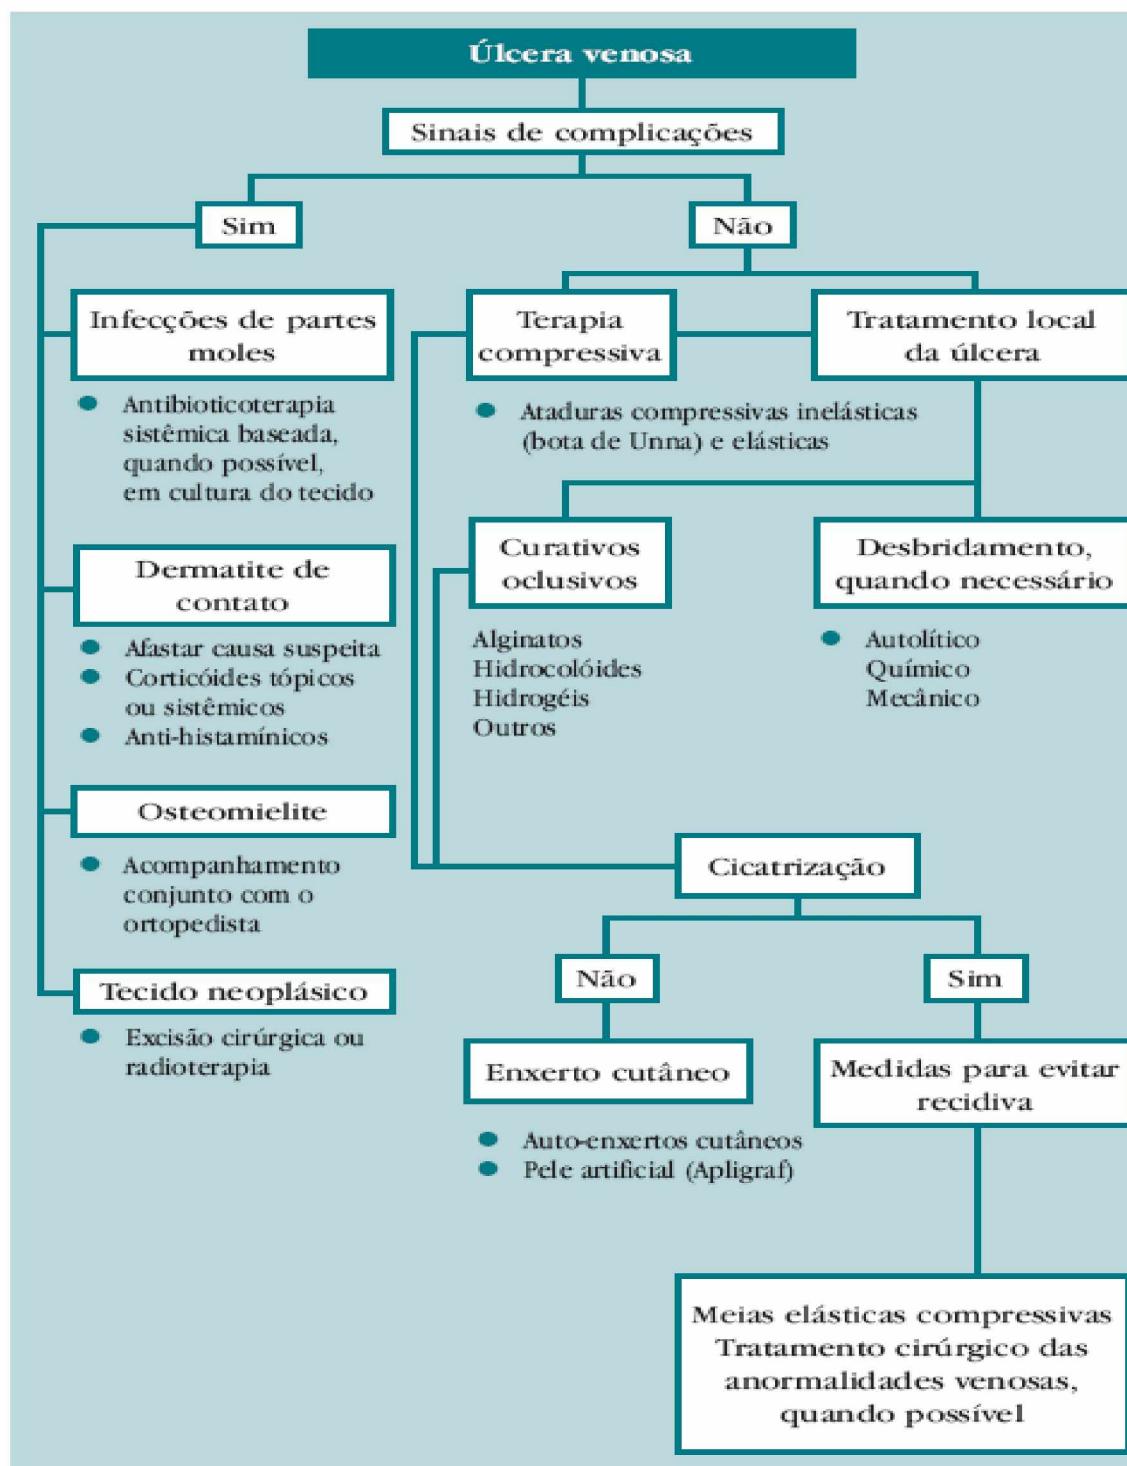 Úlcera venosa
Sinais de complicações
Sim
Não
Infecções de partes
moles
Antibioticoterapia
sistêmica baseada,
quando possível,
em cultura do tecido
Dermatite de
contato
Afastar causa suspeita
Corticóides tópicos
ou sistêmicos
Anti-histamínicos
Osteomielite
Acompanhamento
conjunto com o
ortopedista
Tecido neoplásico
Excisão cirúrgica ou
radioterapia
Terapia
compressiva
Ataduras compressivas inelásticas
(bota de Unna) e elásticas
Tratamento local
da úlcera
Curativos
oclusivos
Alginatos
Hidrocolóides
Hidrogéis
Outros
Desbridamento,
quando necessário
Autolítico
Químico
Mecânico
Cicatrização
Não
Enxerto cutâneo
Auto-enxertos cutâneos
Pele artificial (Apligraf)
Sim
Medidas para evitar
recidiva
Meias elásticas compressivas
Tratamento cirúrgico das
anormalidades venosas,
quando possível